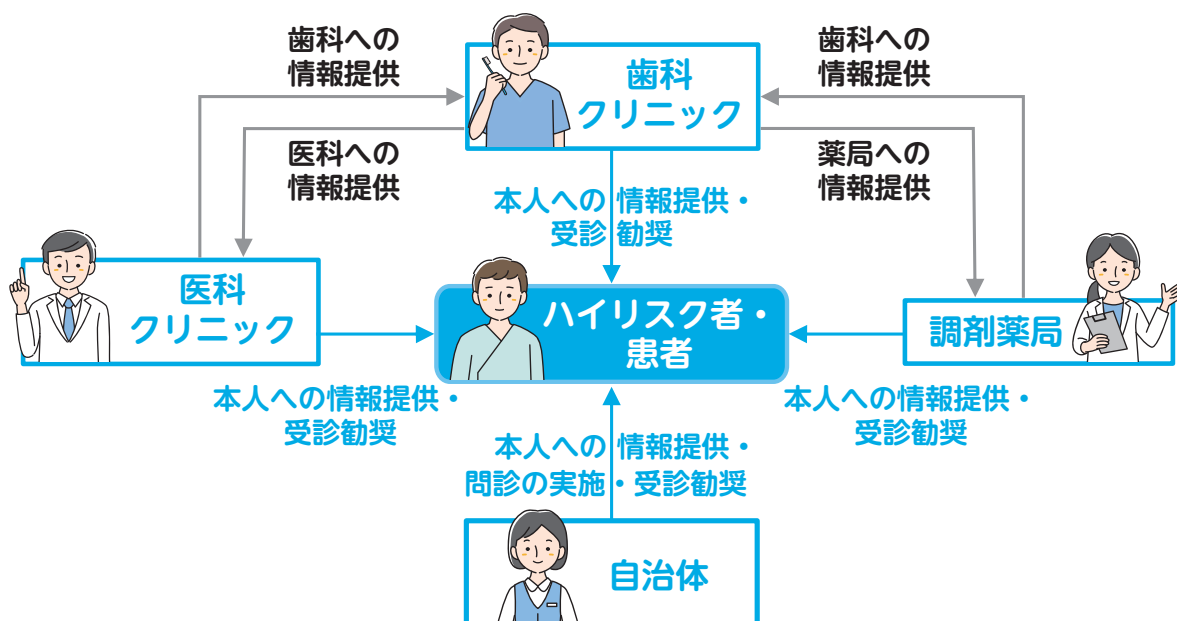 歯科への
情報提供
歯科
クリニック
歯科への
情報提供
医科への
情報提供
薬局への
情報提供
本人への情報提供・
受診勧奨
医科
クリニック
ハイリスク者・
患者
調剤薬局
本人への情報提供・
受診勧奨
本人への情報提供・
受診勧奨
本人への情報提供・
問診の実施・受診勧奨
自治体